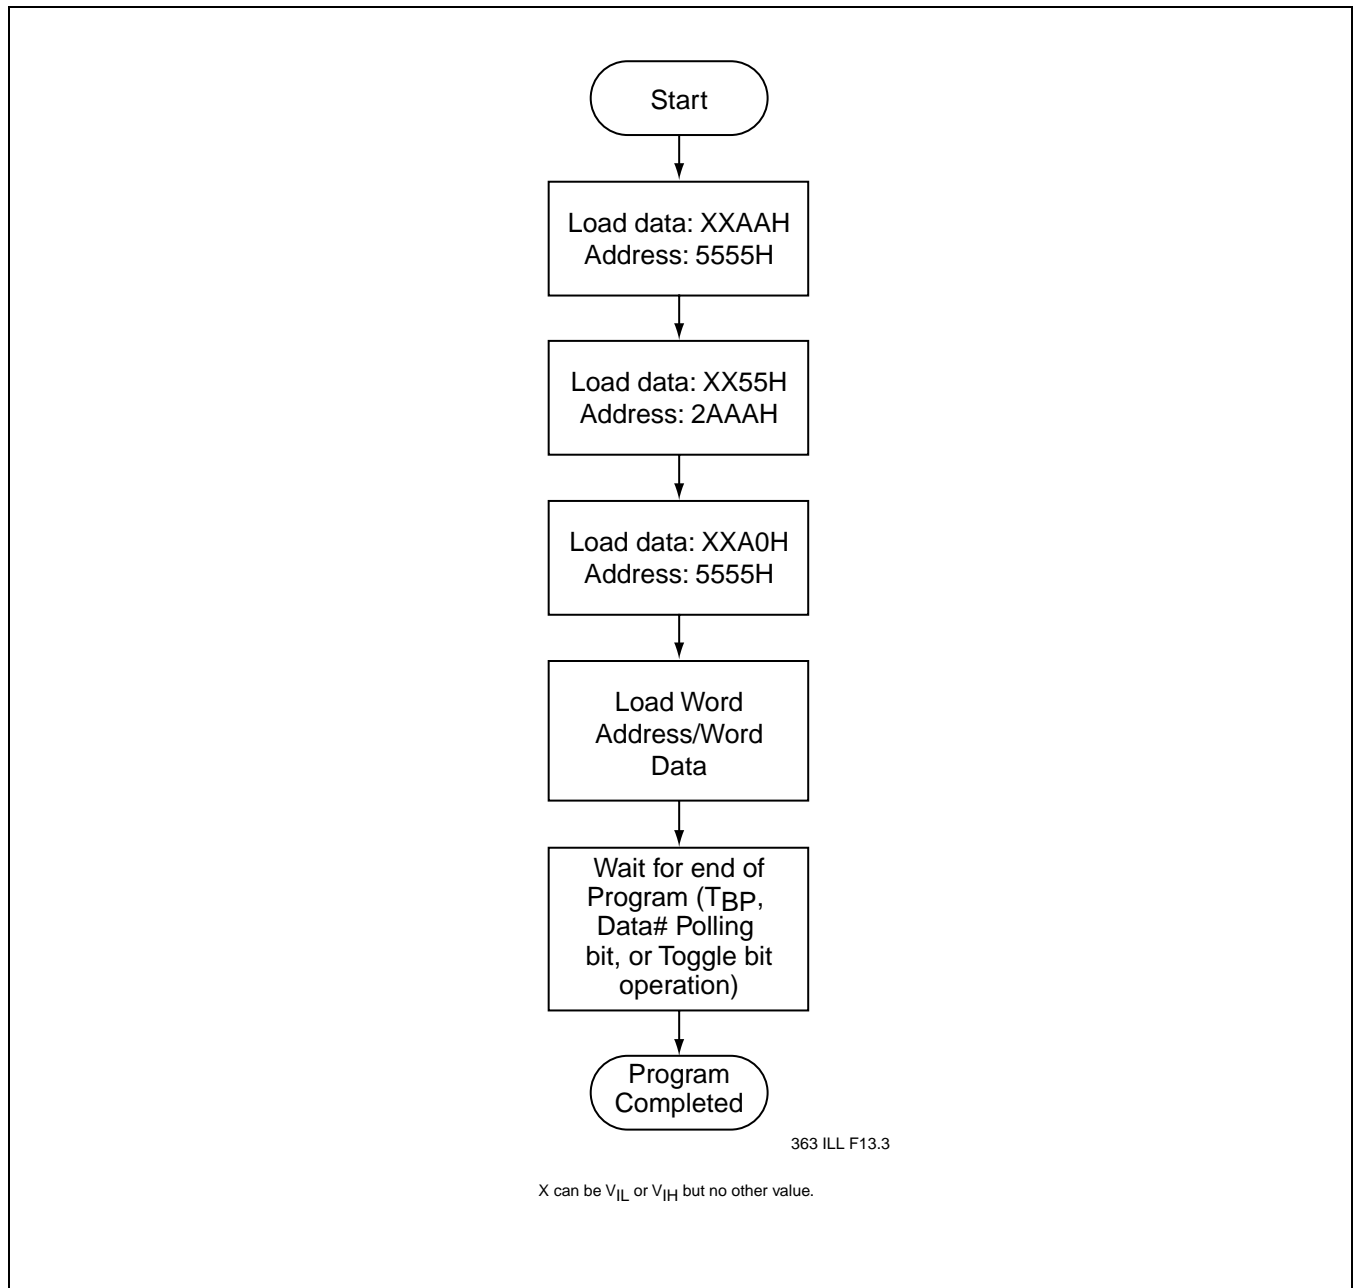 Start
Load data: XXAAH
Address: 5555H
Load data: XX55H
Address: 2AAAH
Load data: XXA0H
Address: 5555H
Load Word
Address/Word
Data
Wait for end of
Program (TBP,
Data# Polling
bit, or Toggle bit
operation)
Program
Completed
363 ILL F13.3
X can be VIL or VIH but no other value.